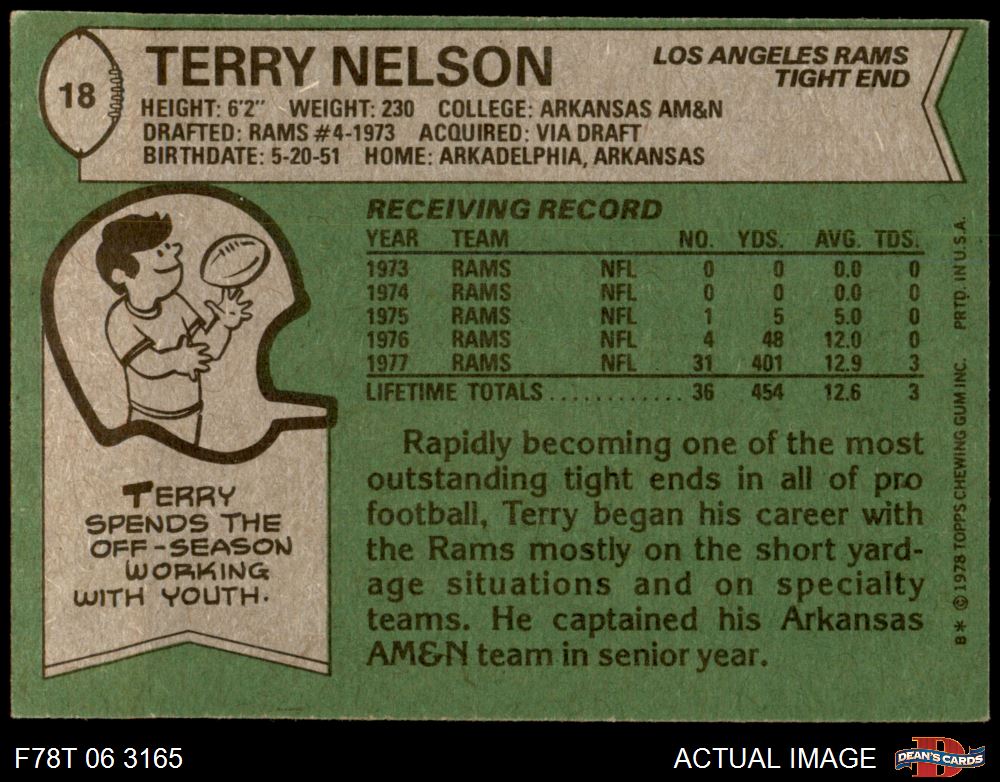 18
TERRY NELSON
LOS ANGELES RAMS
TIGHT END
HEIGHT: 6'2" WEIGHT: 230 COLLEGE: ARKANSAS AM&N
DRAFTED: RAMS #4-1973 ACQUIRED: VIA DRAFT
BIRTHDATE: 5-20-51 HOME: ARKADELPHIA, ARKANSAS
RECEIVING RECORD
YEAR TEAM NO. YDS. AVG. TDS.
1973 RAMS NFL 0 0 0.0 0
1974 RAMS NFL 0 0 0.0 0
1975 RAMS NFL 1 5 5.0 0
1976 RAMS NFL 4 48 12.0 0
1977 RAMS NFL 31 401 12.9 3
LIFETIME TOTALS............ 36 454 12.6 3
Rapidly becoming one of the most
outstanding tight ends in all of pro
football, Terry began his career with
the Rams mostly on the short yard-
age situations and on specialty
teams. He captained his Arkansas
AM&N team in senior year.
TERRY
SPENDS THE
OFF-SEASON
WORKING
WITH YOUTH.
B* © 1978 TOPPS CHEWING GUM INC. PRTD. IN U.S.A.
F78T 06 3165
ACTUAL IMAGE
D
DEAN'S CARDS